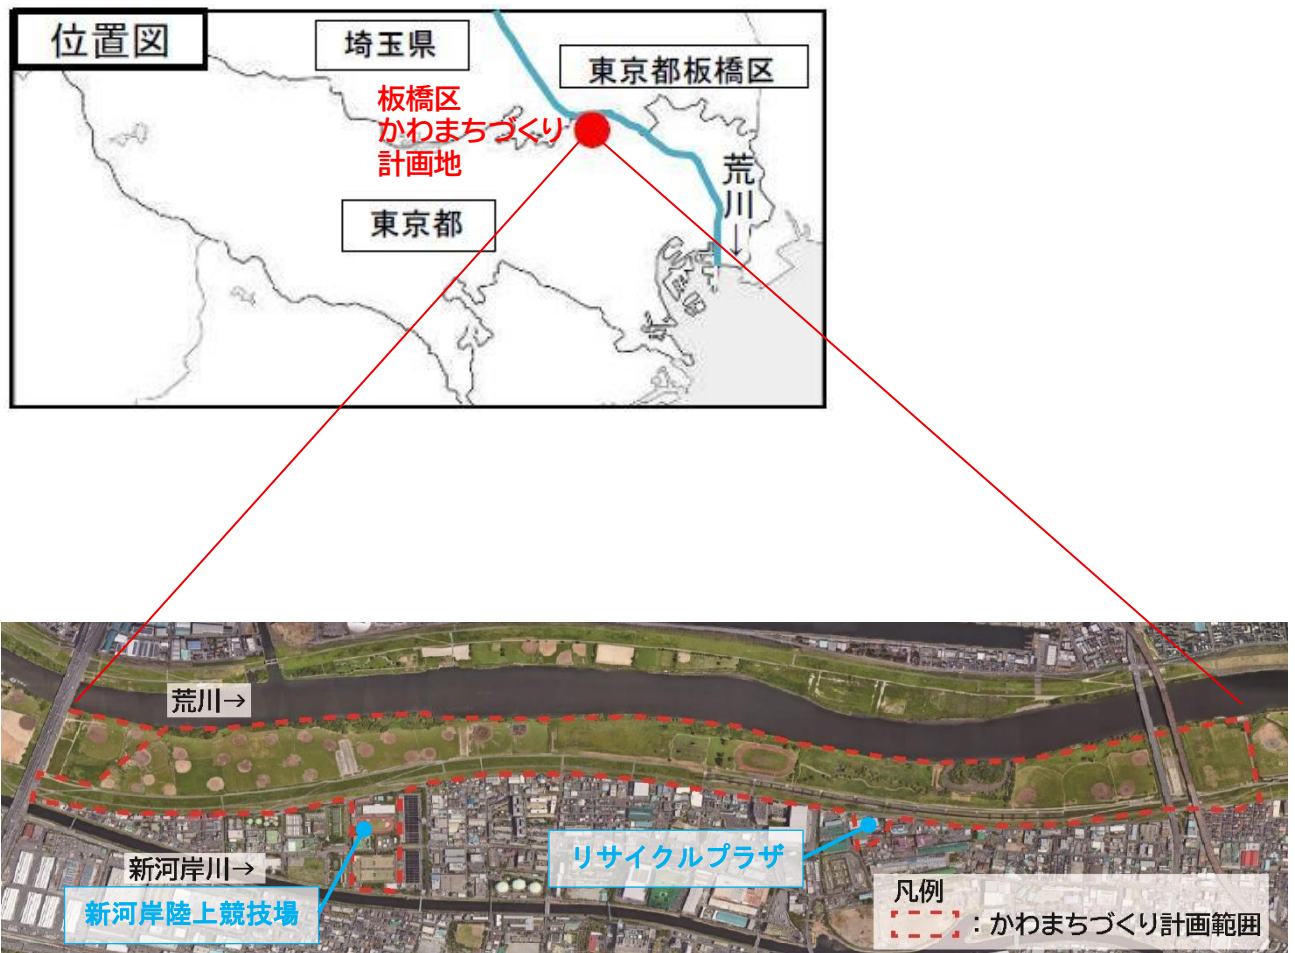 位置図
埼玉県
東京都板橋区
板橋区
かわまちづくり
計画地
荒川↓
東京都
荒川→
新河岸川→
リサイクルプラザ
新河岸陸上競技場
凡例
：かわまちづくり計画範囲